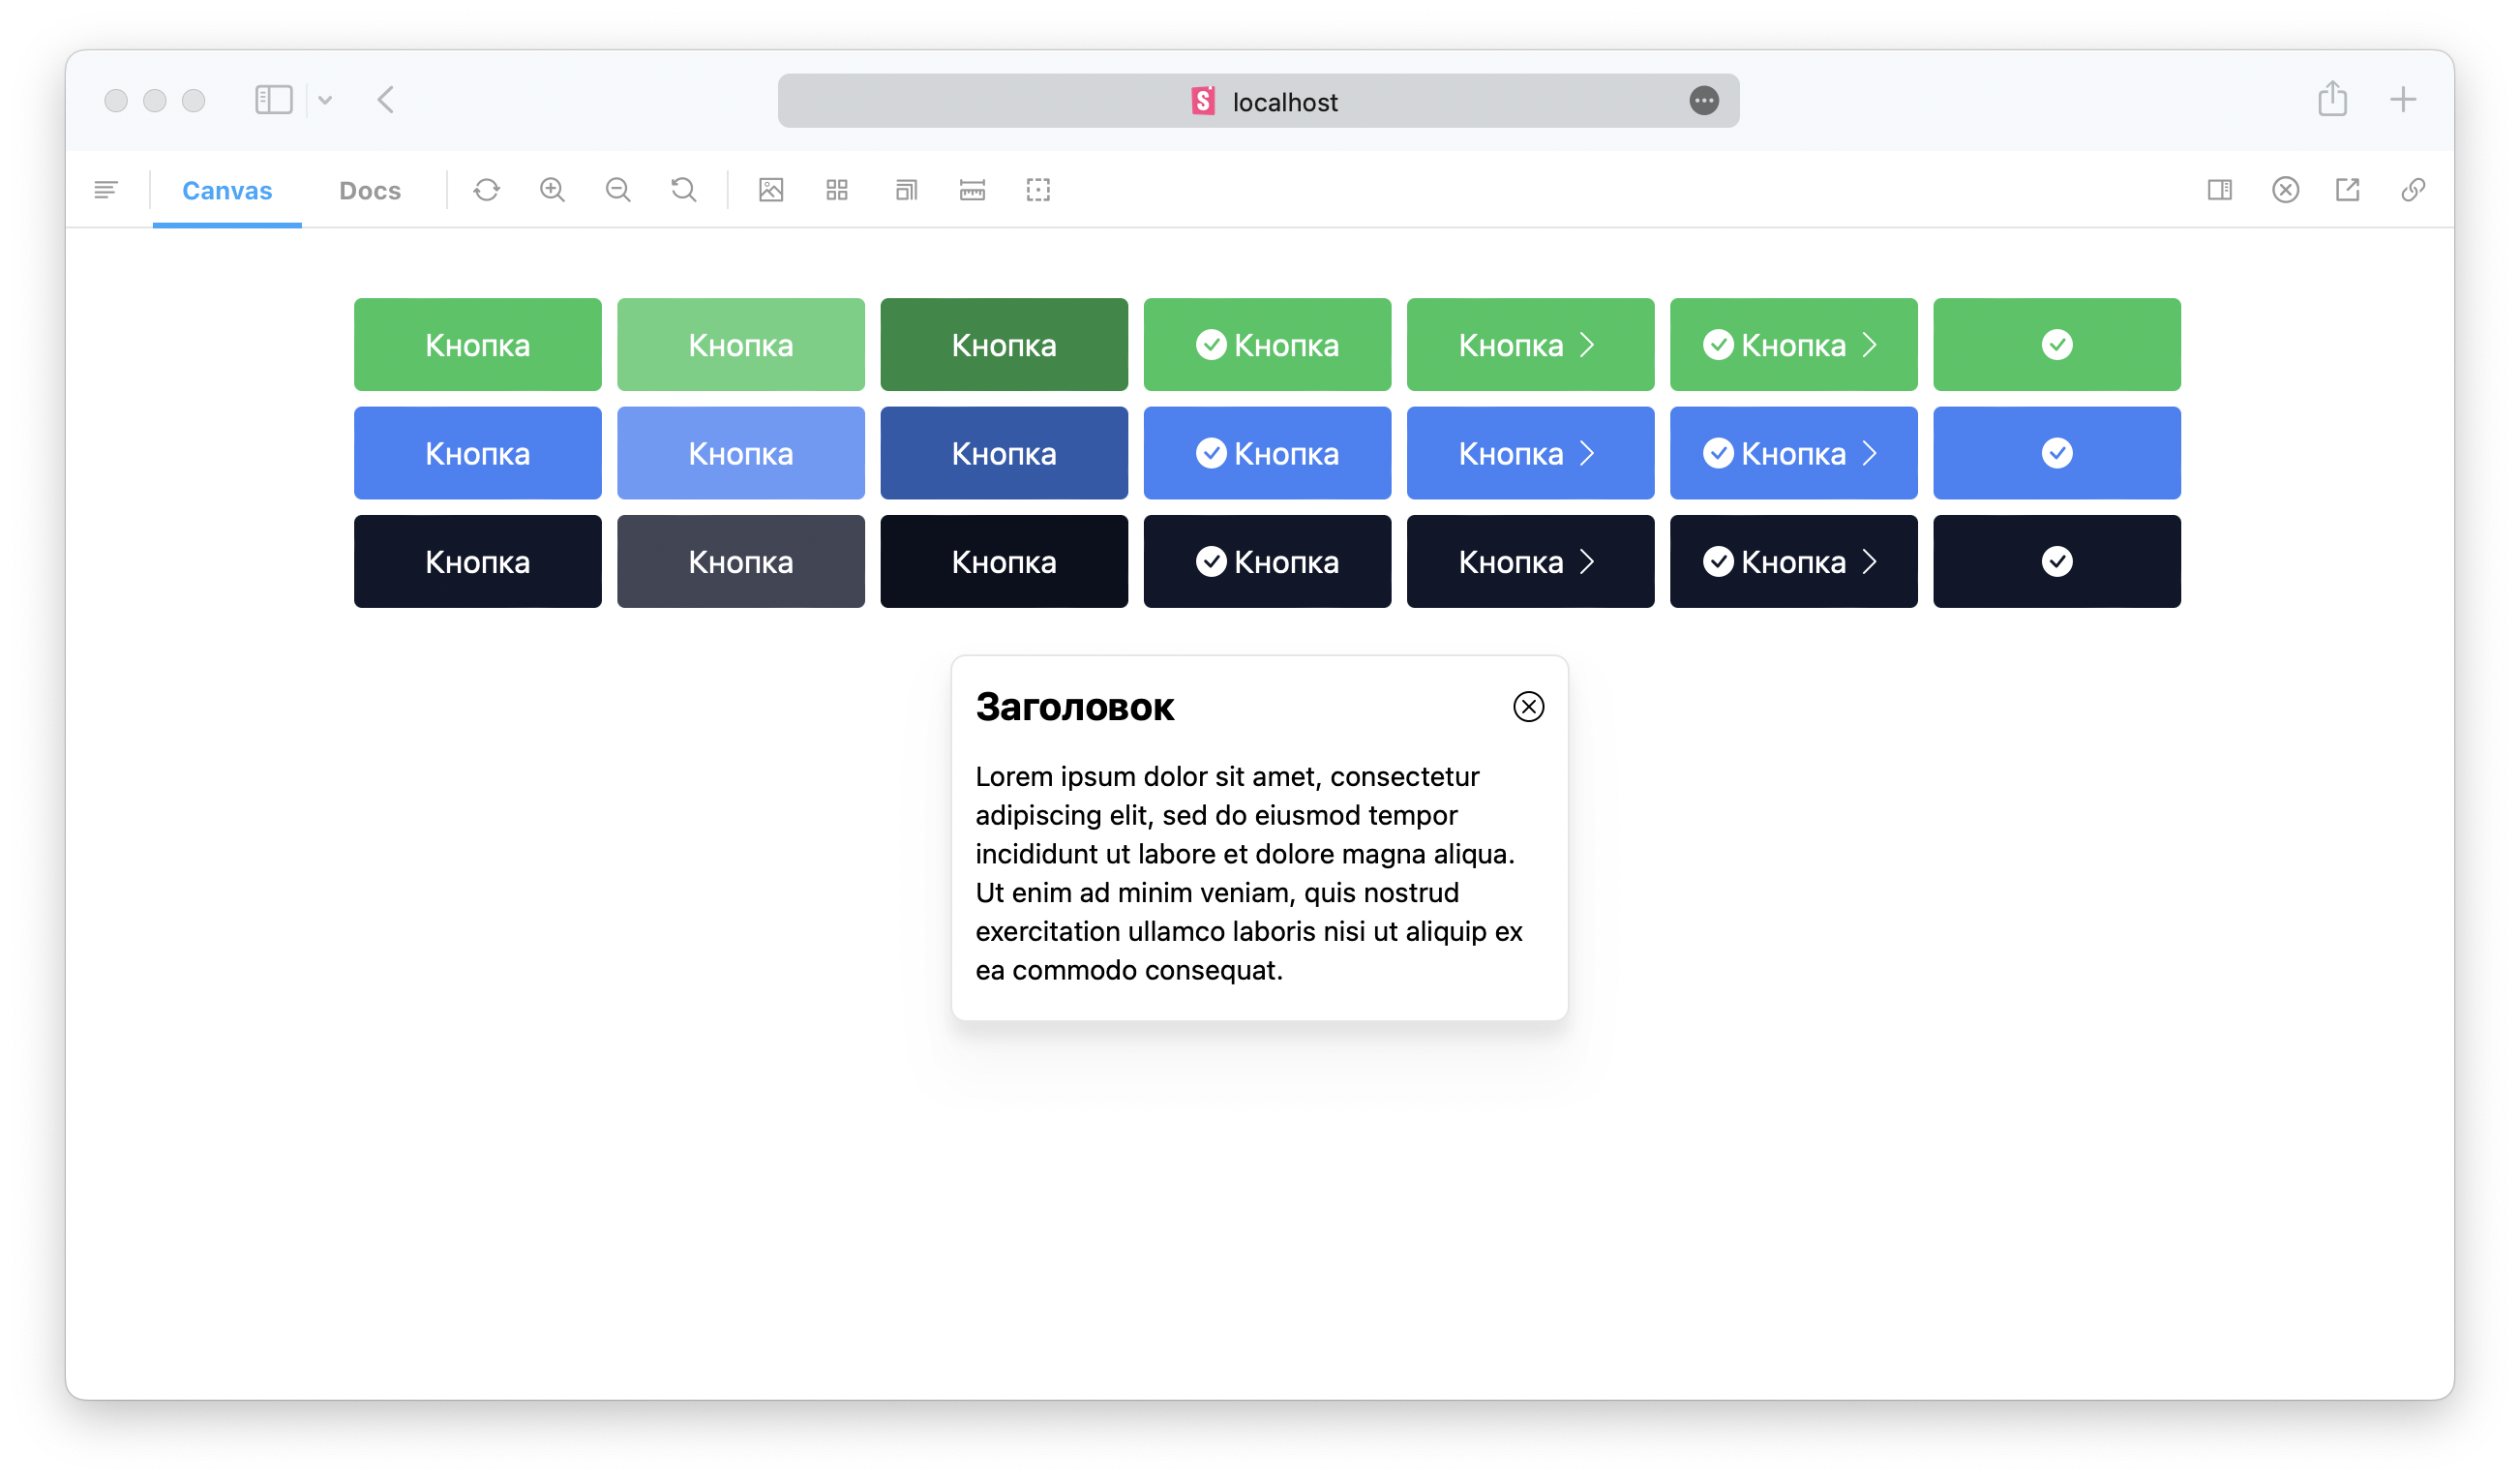 localhost
Canvas Docs
Кнопка Кнопка Кнопка Кнопка Кнопка Кнопка
Кнопка Кнопка Кнопка Кнопка Кнопка Кнопка
Кнопка Кнопка Кнопка Кнопка Кнопка Кнопка
Заголовок
Lorem ipsum dolor sit amet, consectetur
adipiscing elit, sed do eiusmod tempor
incididunt ut labore et dolore magna aliqua.
Ut enim ad minim veniam, quis nostrud
exercitation ullamco laboris nisi ut aliquip ex
ea commodo consequat.